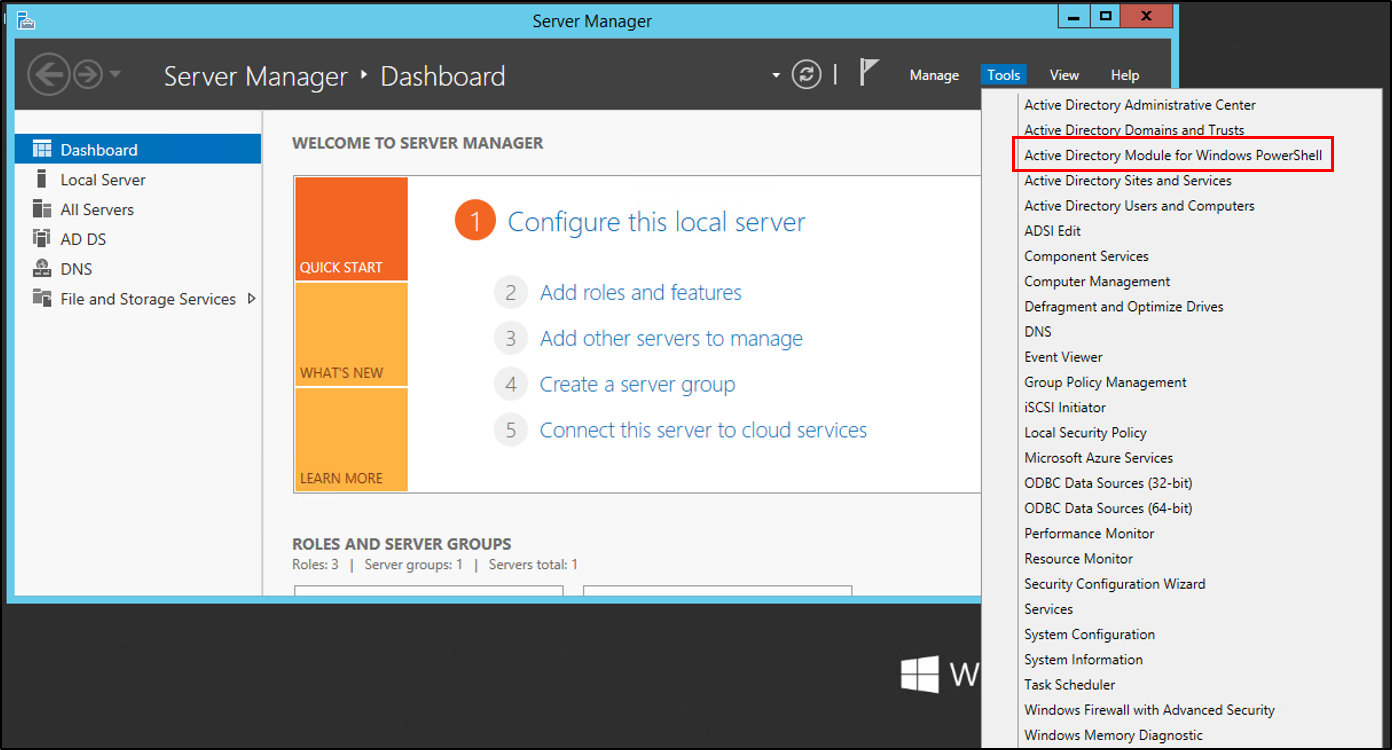 Server Manager
Server Manager Dashboard
Manage Tools View Help
Dashboard
Local Server
All Servers
AD DS
DNS
File and Storage Services
WELCOME TO SERVER MANAGER
QUICK START
WHAT'S NEW
LEARN MORE
1 Configure this local server
2 Add roles and features
3 Add other servers to manage
4 Create a server group
5 Connect this server to cloud services
ROLES AND SERVER GROUPS
Roles: 3 | Server groups: 1 | Servers total: 1
Active Directory Administrative Center
Active Directory Domains and Trusts
Active Directory Module for Windows PowerShell
Active Directory Sites and Services
Active Directory Users and Computers
ADSI Edit
Component Services
Computer Management
Defragment and Optimize Drives
DNS
Event Viewer
Group Policy Management
iSCSI Initiator
Local Security Policy
Microsoft Azure Services
ODBC Data Sources (32-bit)
ODBC Data Sources (64-bit)
Performance Monitor
Resource Monitor
Security Configuration Wizard
Services
System Configuration
System Information
Task Scheduler
Windows Firewall with Advanced Security
Windows Memory Diagnostic
W